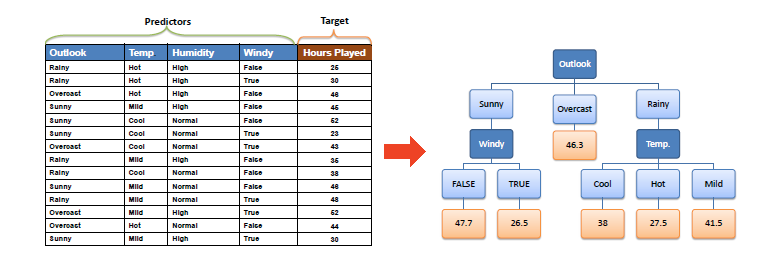 Predictors Target
Outlook Temp. Humidity Windy Hours Played
Rainy Hot High False 25
Rainy Hot High True 30
Overcast Hot High False 46
Sunny Mild High False 45
Sunny Cool Normal False 52
Sunny Cool Normal True 23
Overcast Cool Normal True 43
Rainy Mild High False 35
Rainy Cool Normal False 38
Sunny Mild Normal False 46
Rainy Mild Normal True 48
Overcast Mild High True 52
Overcast Hot Normal False 44
Sunny Mild High True 30
Outlook
Sunny Overcast Rainy
Windy 46.3 Temp.
FALSE TRUE Cool Hot Mild
47.7 26.5 38 27.5 41.5